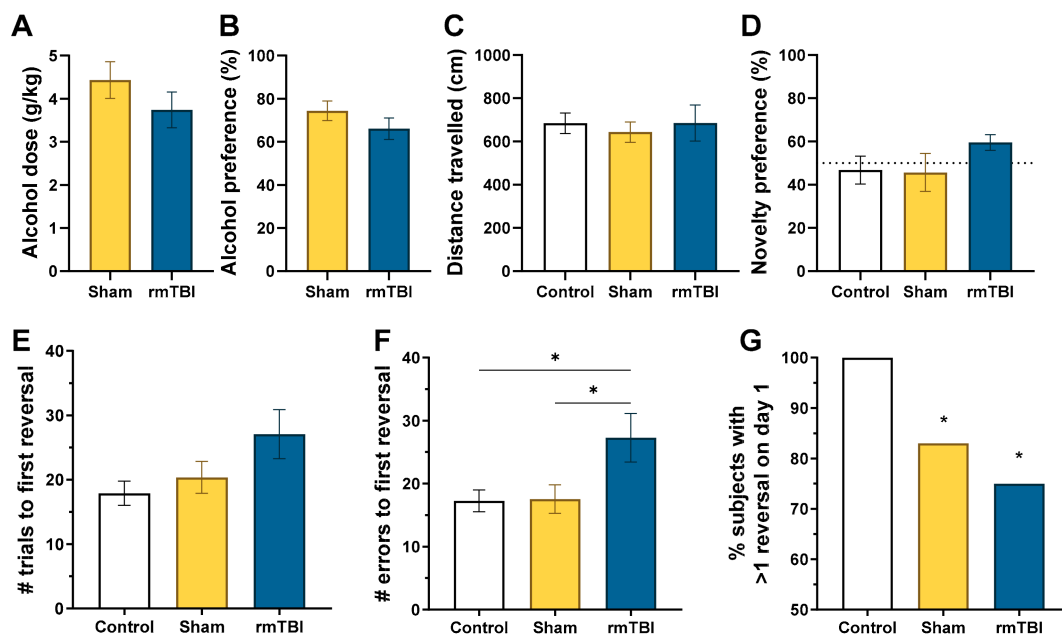 A
Alcohol dose (g/kg)
5
4
3
2
1
0
Sham rmTBI
B
Alcohol preference (%)
100
80
60
40
20
0
Sham rmTBI
C
Distance travelled (cm)
1000
800
600
400
200
0
Control Sham rmTBI
D
Novelty preference (%)
100
80
60
40
20
0
Control Sham rmTBI
E
# trials to first reversal
40
30
20
10
0
Control Sham rmTBI
F
# errors to first reversal
40
30
20
10
0
*
*
Control Sham rmTBI
G
% subjects with
>1 reversal on day 1
100
90
80
70
60
50
*
*
Control Sham rmTBI